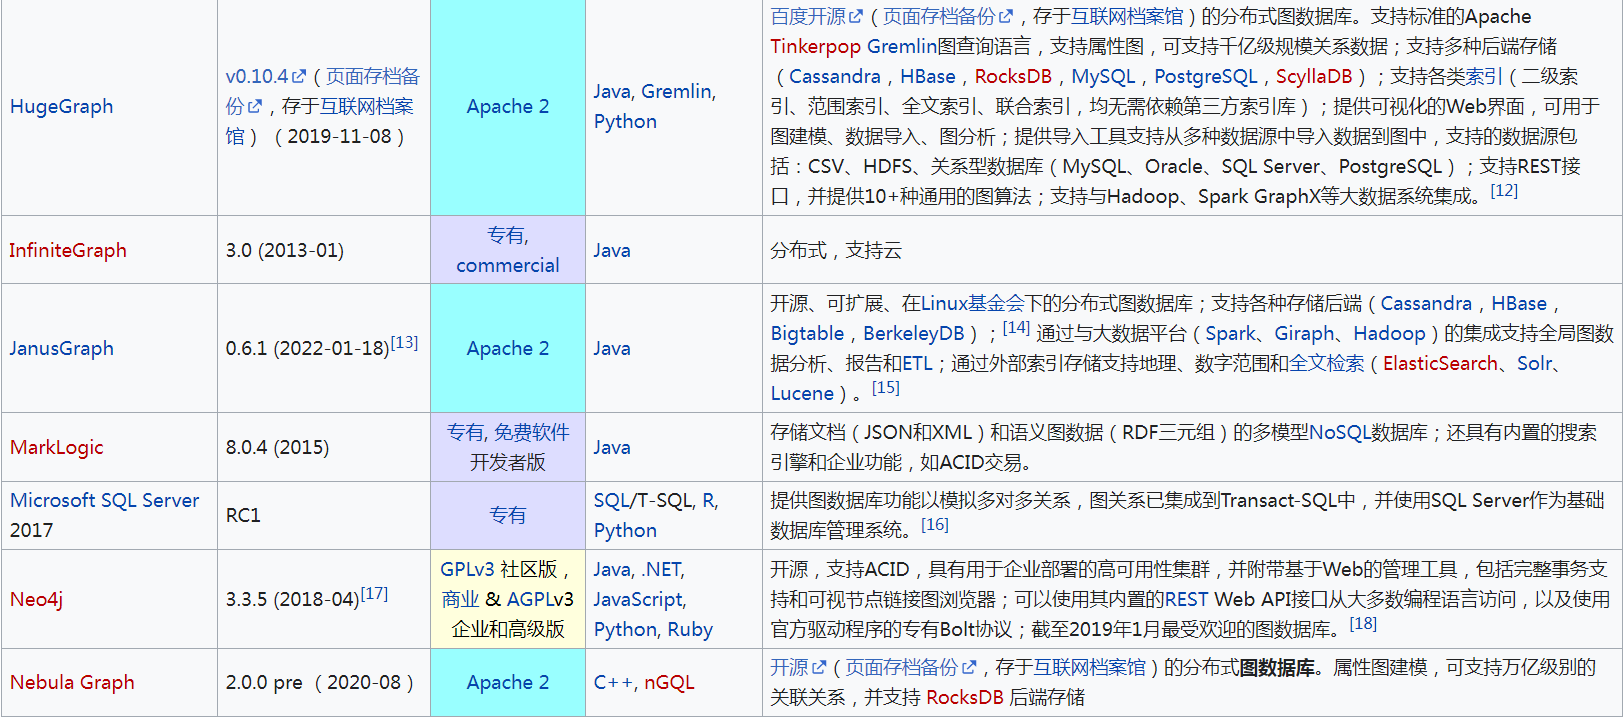 HugeGraph
v0.10.4（页面存档备
份，存于互联网档案
馆）（2019-11-08）
Apache 2
Java, Gremlin,
Python
百度开源（页面存档备份，存于互联网档案馆）的分布式图数据库。支持标准的Apache
Tinkerpop Gremlin图查询语言，支持属性图，可支持千亿级规模关系数据；支持多种后端存储
（Cassandra，HBase，RocksDB，MySQL，PostgreSQL，ScyllaDB）；支持各类索引（二级索
引、范围索引、全文索引、联合索引，均无需依赖第三方索引库）；提供可视化的Web界面，可用于
图建模、数据导入、图分析；提供导入工具支持从多种数据源中导入数据到图中，支持的数据源包
括：CSV、HDFS、关系型数据库（MySQL、Oracle、SQL Server、PostgreSQL）；支持REST接
口，并提供10+种通用的图算法；支持与Hadoop、Spark GraphX等大数据系统集成。[12]
InfiniteGraph
3.0 (2013-01)
专有,
commercial
Java
分布式，支持云
JanusGraph
0.6.1 (2022-01-18)[13]
Apache 2
Java
开源、可扩展、在Linux基金会下的分布式图数据库；支持各种存储后端（Cassandra，HBase，
Bigtable，BerkeleyDB）；[14] 通过与大数据平台（Spark、Giraph、Hadoop）的集成支持全局图数
据分析、报告和ETL；通过外部索引存储支持地理、数字范围和全文检索（ElasticSearch、Solr、
Lucene）。[15]
MarkLogic
8.0.4 (2015)
专有, 免费软件
开发者版
Java
存储文档（JSON和XML）和语义图数据（RDF三元组）的多模型NoSQL数据库；还具有内置的搜索
引擎和企业功能，如ACID交易。
Microsoft SQL Server
2017
RC1
专有
SQL/T-SQL, R,
Python
提供图数据库功能以模拟多对多关系，图关系已集成到Transact-SQL中，并使用SQL Server作为基础
数据库管理系统。[16]
Neo4j
3.3.5 (2018-04)[17]
GPLv3 社区版，
商业 & AGPLv3
企业和高级版
Java, .NET,
JavaScript,
Python, Ruby
开源，支持ACID，具有用于企业部署的高可用性集群，并附带基于Web的管理工具，包括完整事务支
持和可视节点链接图浏览器；可以使用其内置的REST Web API接口从大多数编程语言访问，以及使用
官方驱动程序的专有Bolt协议；截至2019年1月最受欢迎的图数据库。[18]
Nebula Graph
2.0.0 pre （2020-08）
Apache 2
C++, nGQL
开源（页面存档备份，存于互联网档案馆）的分布式图数据库。属性图建模，可支持万亿级别的
关联关系，并支持 RocksDB 后端存储